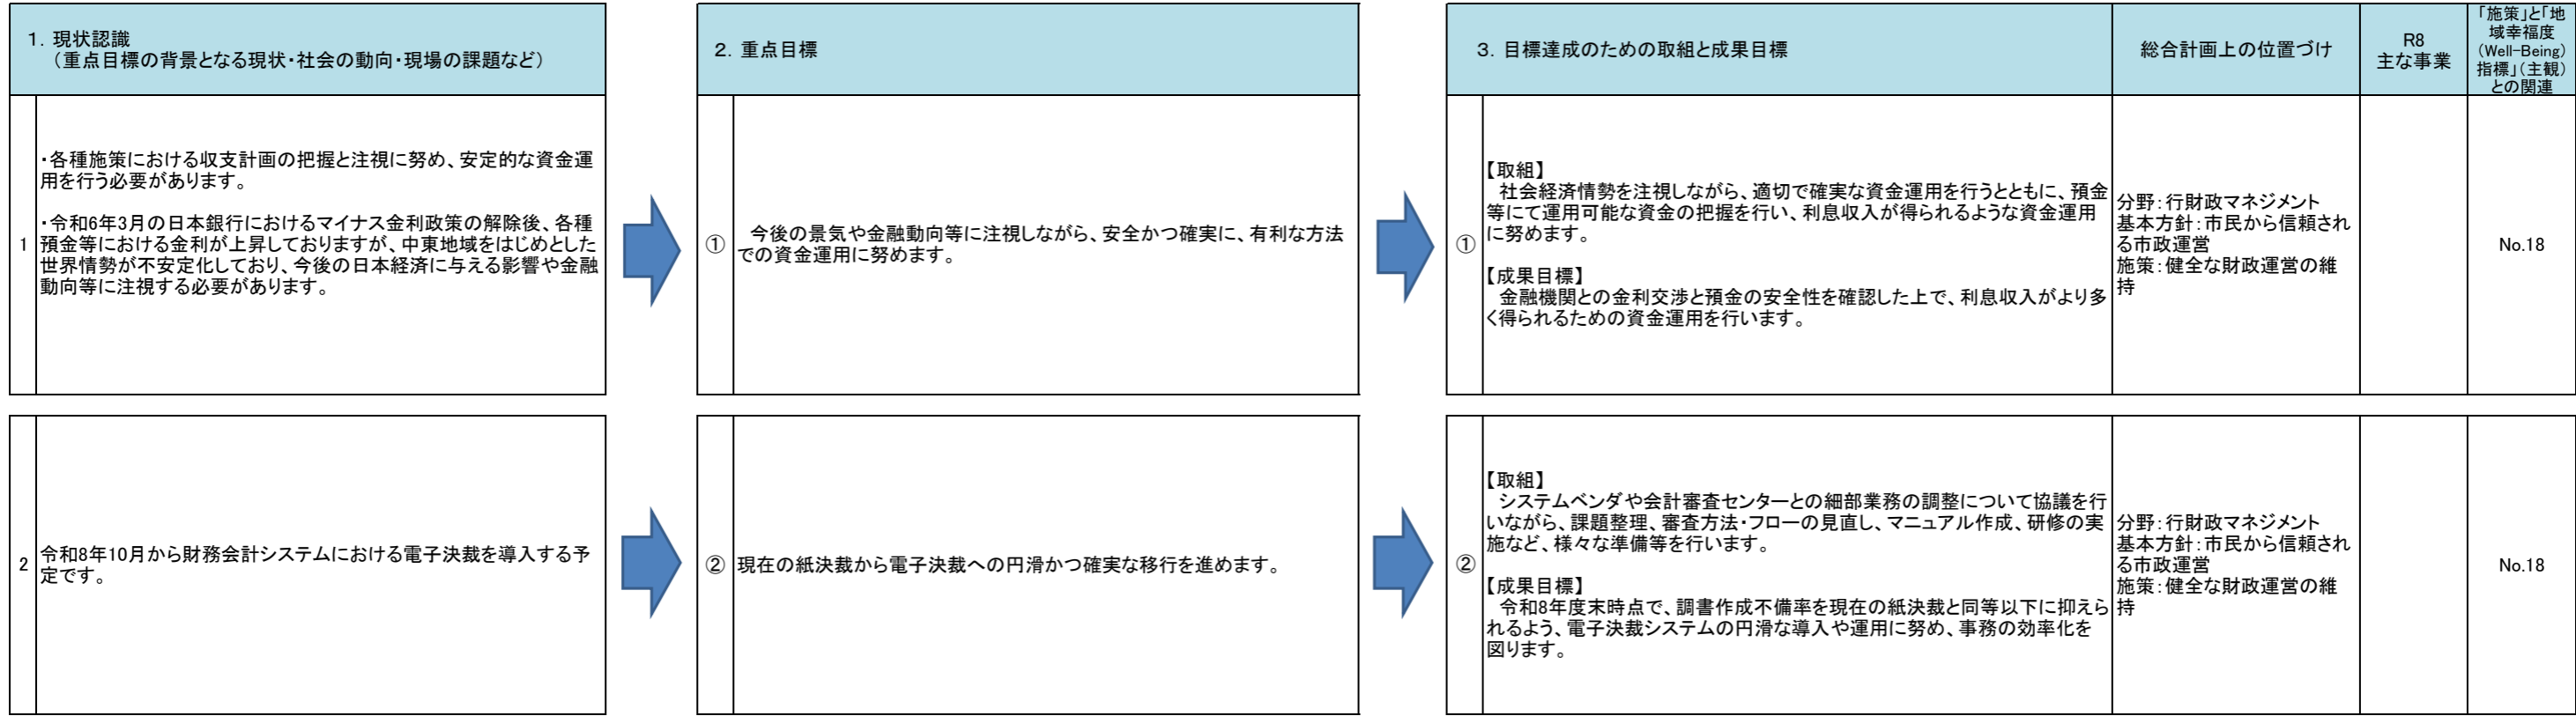 1．現状認識
（重点目標の背景となる現状・社会の動向・現場の課題など）
2．重点目標
3．目標達成のための取組と成果目標
総合計画上の位置づけ
R8
主な事業
「施策」と「地
域幸福度
（Well-Being）
指標」（主観）
との関連
1
・各種施策における収支計画の把握と注視に努め、安定的な資金運
用を行う必要があります。
・令和6年3月の日本銀行におけるマイナス金利政策の解除後、各種
預金等における金利が上昇しておりますが、中東地域をはじめとした
世界情勢が不安定化しており、今後の日本経済に与える影響や金融
動向等に注視する必要があります。
①
今後の景気や金融動向等に注視しながら、安全かつ確実に、有利な方法
での資金運用に努めます。
①
【取組】
社会経済情勢を注視しながら、適切で確実な資金運用を行うとともに、預金
等にて運用可能な資金の把握を行い、利息収入が得られるような資金運用
に努めます。
【成果目標】
金融機関との金利交渉と預金の安全性を確認した上で、利息収入がより多
く得られるための資金運用を行います。
分野：行財政マネジメント
基本方針：市民から信頼され
る市政運営
施策：健全な財政運営の維
持
No.18
2
令和8年10月から財務会計システムにおける電子決裁を導入する予
定です。
②
現在の紙決裁から電子決裁への円滑かつ確実な移行を進めます。
②
【取組】
システムベンダや会計審査センターとの細部業務の調整について協議を行
いながら、課題整理、審査方法・フローの見直し、マニュアル作成、研修の実
施など、様々な準備等を行います。
【成果目標】
令和8年度末時点で、調書作成不備率を現在の紙決裁と同等以下に抑えら
れるよう、電子決裁システムの円滑な導入や運用に努め、事務の効率化を
図ります。
分野：行財政マネジメント
基本方針：市民から信頼され
る市政運営
施策：健全な財政運営の維
持
No.18